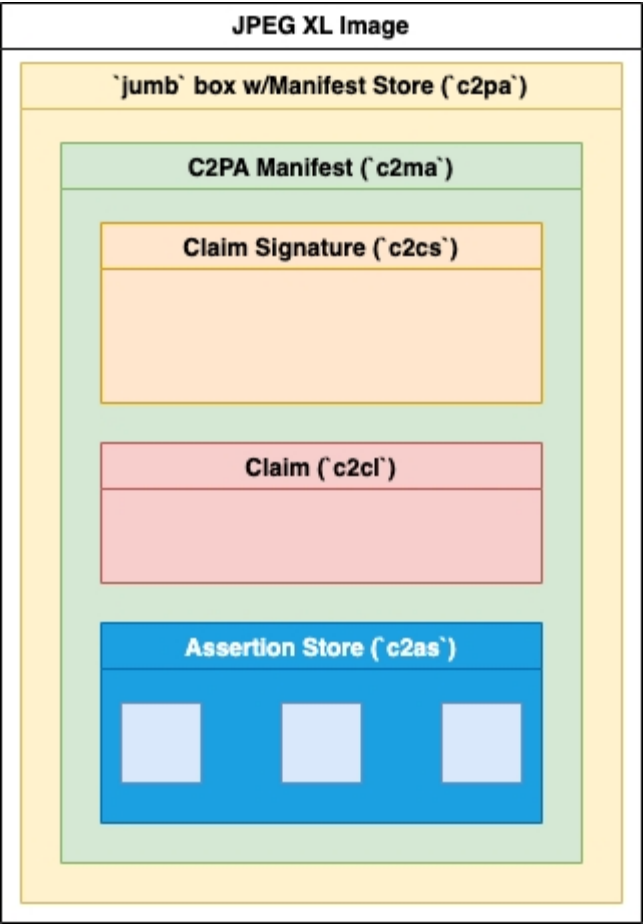 JPEG XL Image
`jumb` box w/Manifest Store (`c2pa`)
C2PA Manifest (`c2ma`)
Claim Signature (`c2cs`)
Claim (`c2cl`)
Assertion Store (`c2as`)